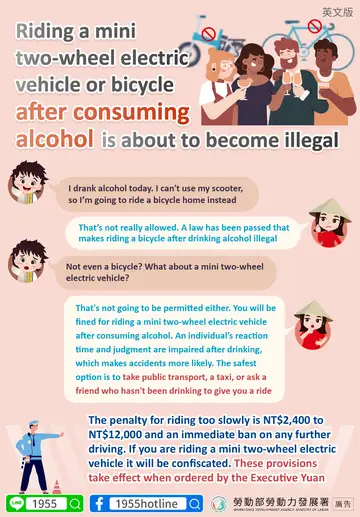 英文版
Riding a mini
two-wheel electric
vehicle or bicycle
after consuming
alcohol is about to become illegal
I drank alcohol today. I can't use my scooter,
so I'm going to ride a bicycle home instead
That's not really allowed. A law has been passed that
makes riding a bicycle after drinking alcohol illegal
Not even a bicycle? What about a mini two-wheel
electric vehicle?
That's not going to be permitted either. You will be
fined for riding a mini two-wheel electric vehicle
after consuming alcohol. An individual's reaction
time and judgment are impaired after drinking,
which makes accidents more likely. The safest
option is to take public transport, a taxi, or ask a
friend who hasn't been drinking to give you a ride
The penalty for riding too slowly is NT$2,400 to
NT$12,000 and an immediate ban on any further
driving. If you are riding a mini two-wheel electric
vehicle it will be confiscated. These provisions
take effect when ordered by the Executive Yuan
LINE 1955 f 1955hotline 勞動部勞動力發展署 廣告
WORKFORCE DEVELOPMENT AGENCY, MINISTRY OF LABOR